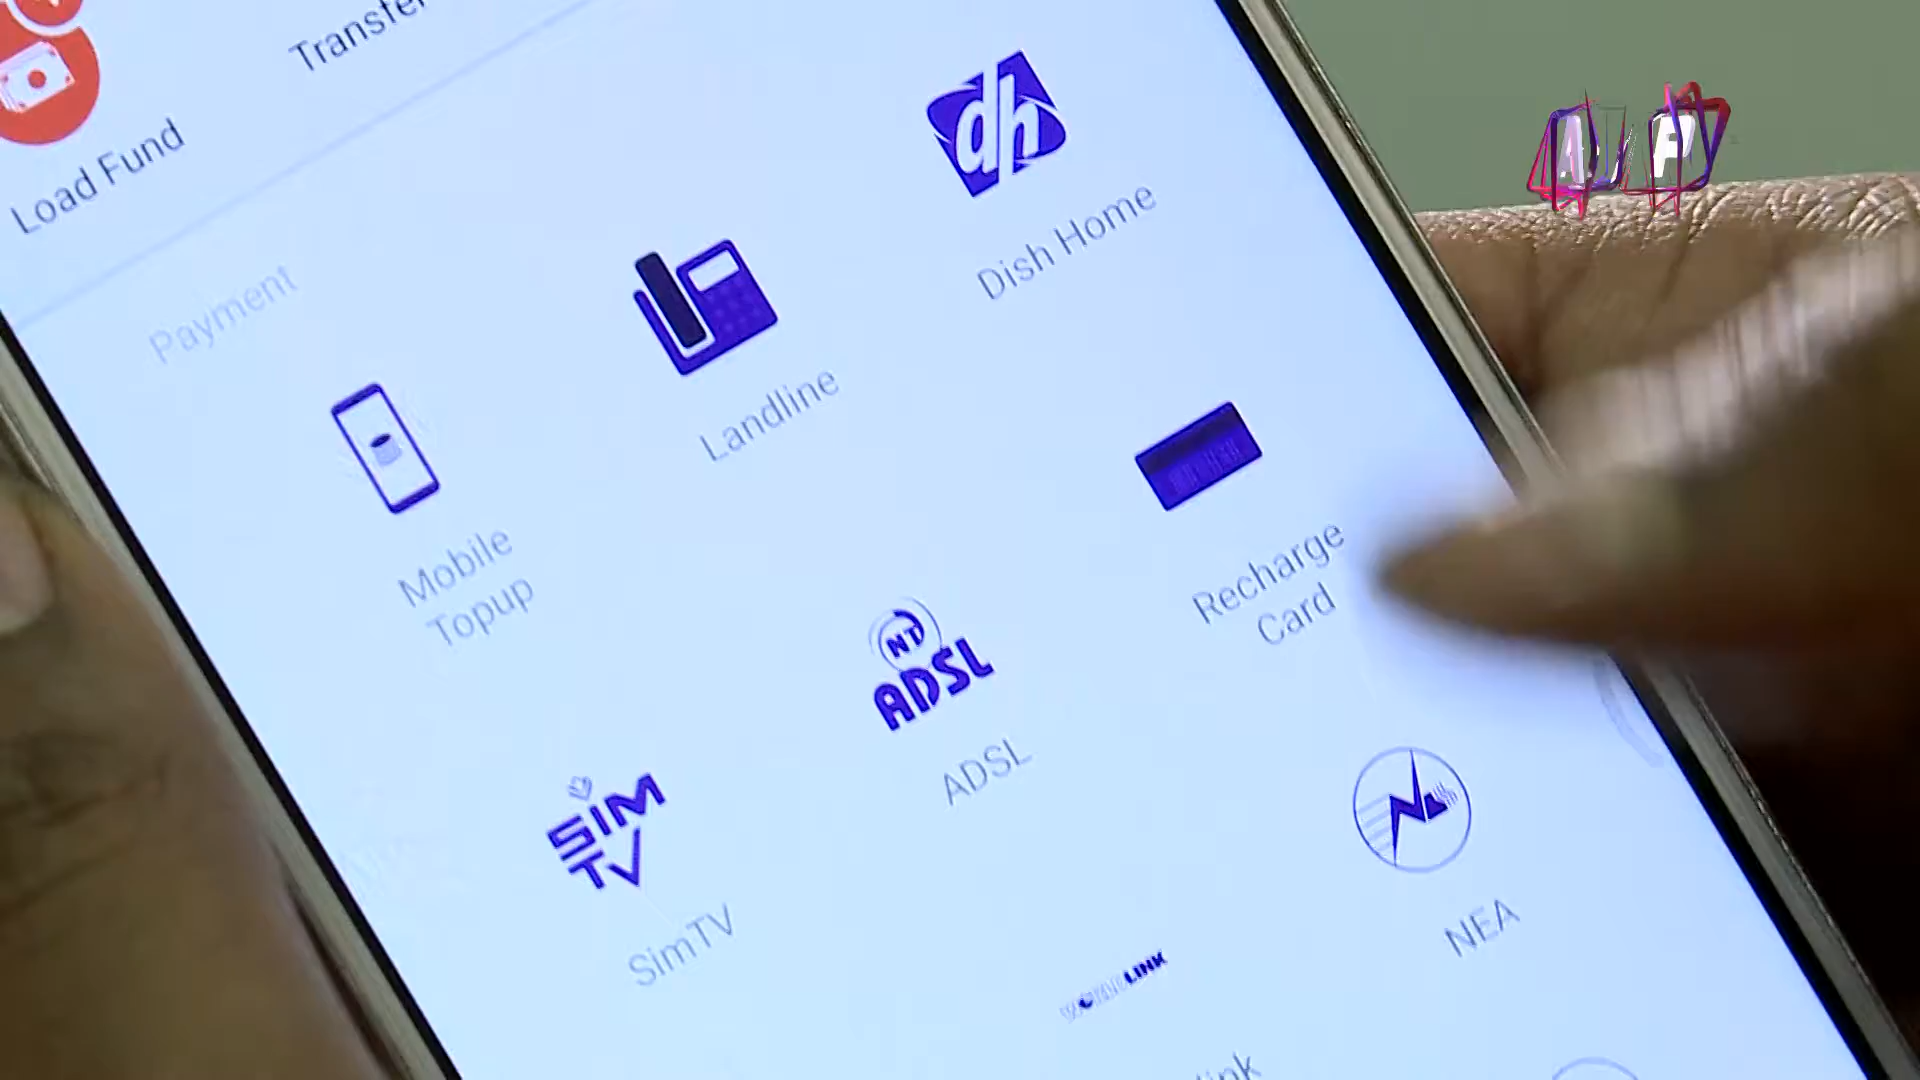 Transfer
Load Fund
Payment
dh
Dish Home
Landline
Mobile
Topup
Recharge
Card
NT
ADSL
ADSL
SIM
TV
SimTV
NEA
LINK